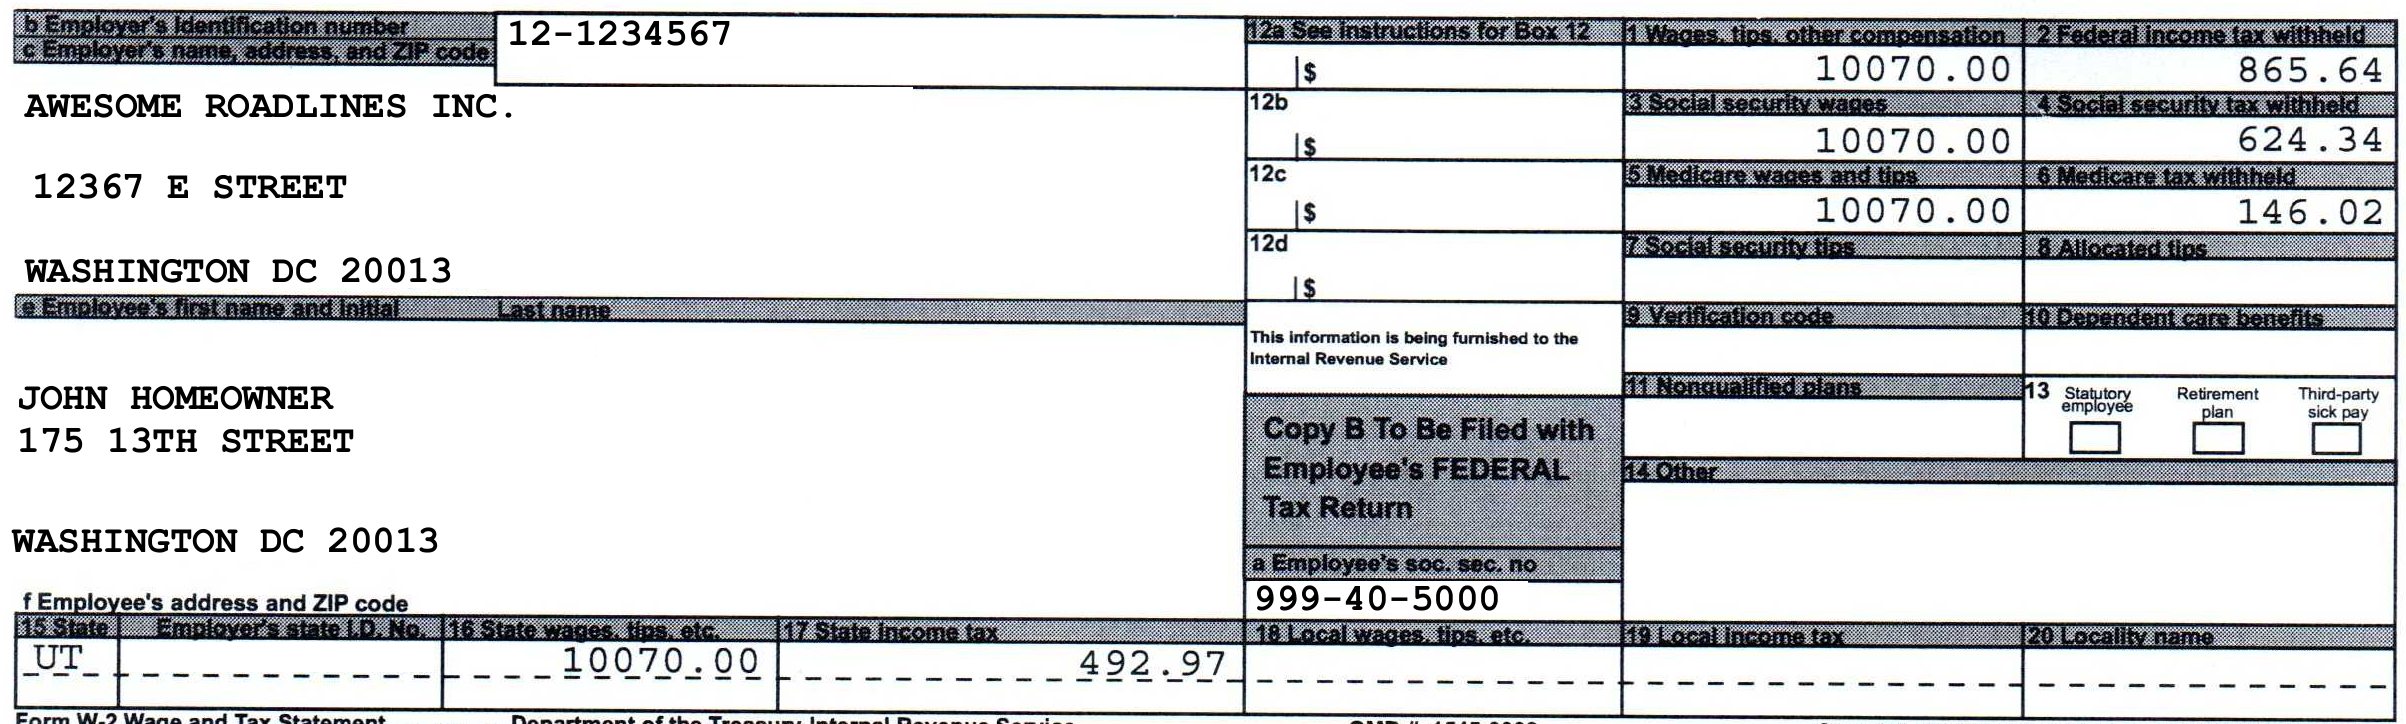 b Employer's Identification number
12-1234567
c Employer's name, address, and ZIP code
AWESOME ROADLINES INC.
12367 E STREET
WASHINGTON DC 20013
e Employee's first name and initial Last name
JOHN HOMEOWNER
175 13TH STREET
WASHINGTON DC 20013
f Employee's address and ZIP code
12a See instructions for Box 12
$
12b
$
12c
$
12d
$
This information is being furnished to the
Internal Revenue Service
Copy B To Be Filed with
Employee's FEDERAL
Tax Return
a Employee's soc. sec. no
999-40-5000
1 Wages, tips, other compensation
10070.00
2 Federal income tax withheld
865.64
3 Social security wages
10070.00
4 Social security tax withheld
624.34
5 Medicare wages and tips
10070.00
6 Medicare tax withheld
146.02
7 Social security tips
8 Allocated tips
9 Verification code
10 Dependent care benefits
11 Nonqualified plans
13 Statutory employee
Retirement plan
Third-party sick pay
14 Other
15 State Employer's state I.D. No.
16 State wages, tips, etc.
17 State income tax
18 Local wages, tips, etc.
19 Local income tax
20 Locality name
UT 10070.00 492.97
Form W-2 Wage and Tax Statement
Department of the Treasury-Internal Revenue Service